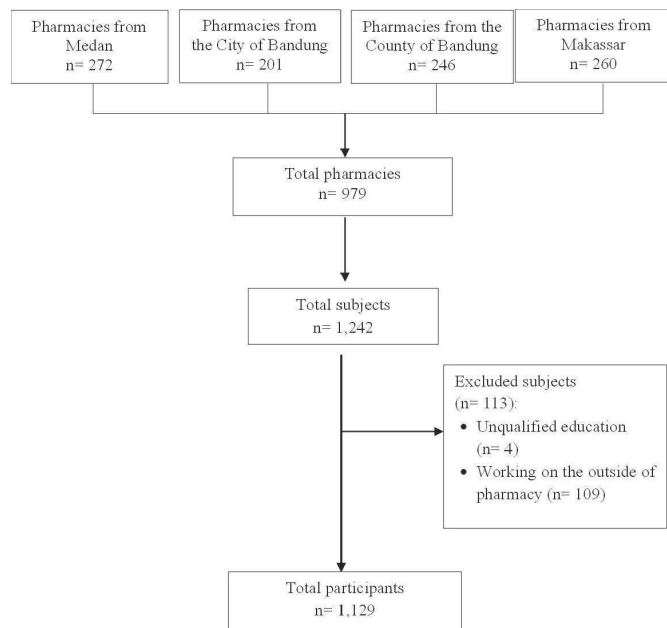 Pharmacies from
Medan
n= 272
Pharmacies from
the City of Bandung
n= 201
Pharmacies from the
County of Bandung
n= 246
Pharmacies from
Makassar
n= 260
Total pharmacies
n= 979
Total subjects
n= 1,242
Excluded subjects
(n= 113):
• Unqualified education
(n= 4)
• Working on the outside of
pharmacy (n= 109)
Total participants
n= 1,129